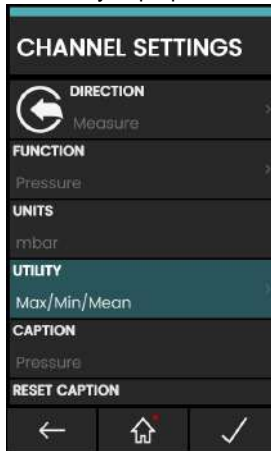 CHANNEL SETTINGS
DIRECTION
Measure
FUNCTION
Pressure
UNITS
mbar
UTILITY
Max/Min/Mean
CAPTION
Pressure
RESET CAPTION